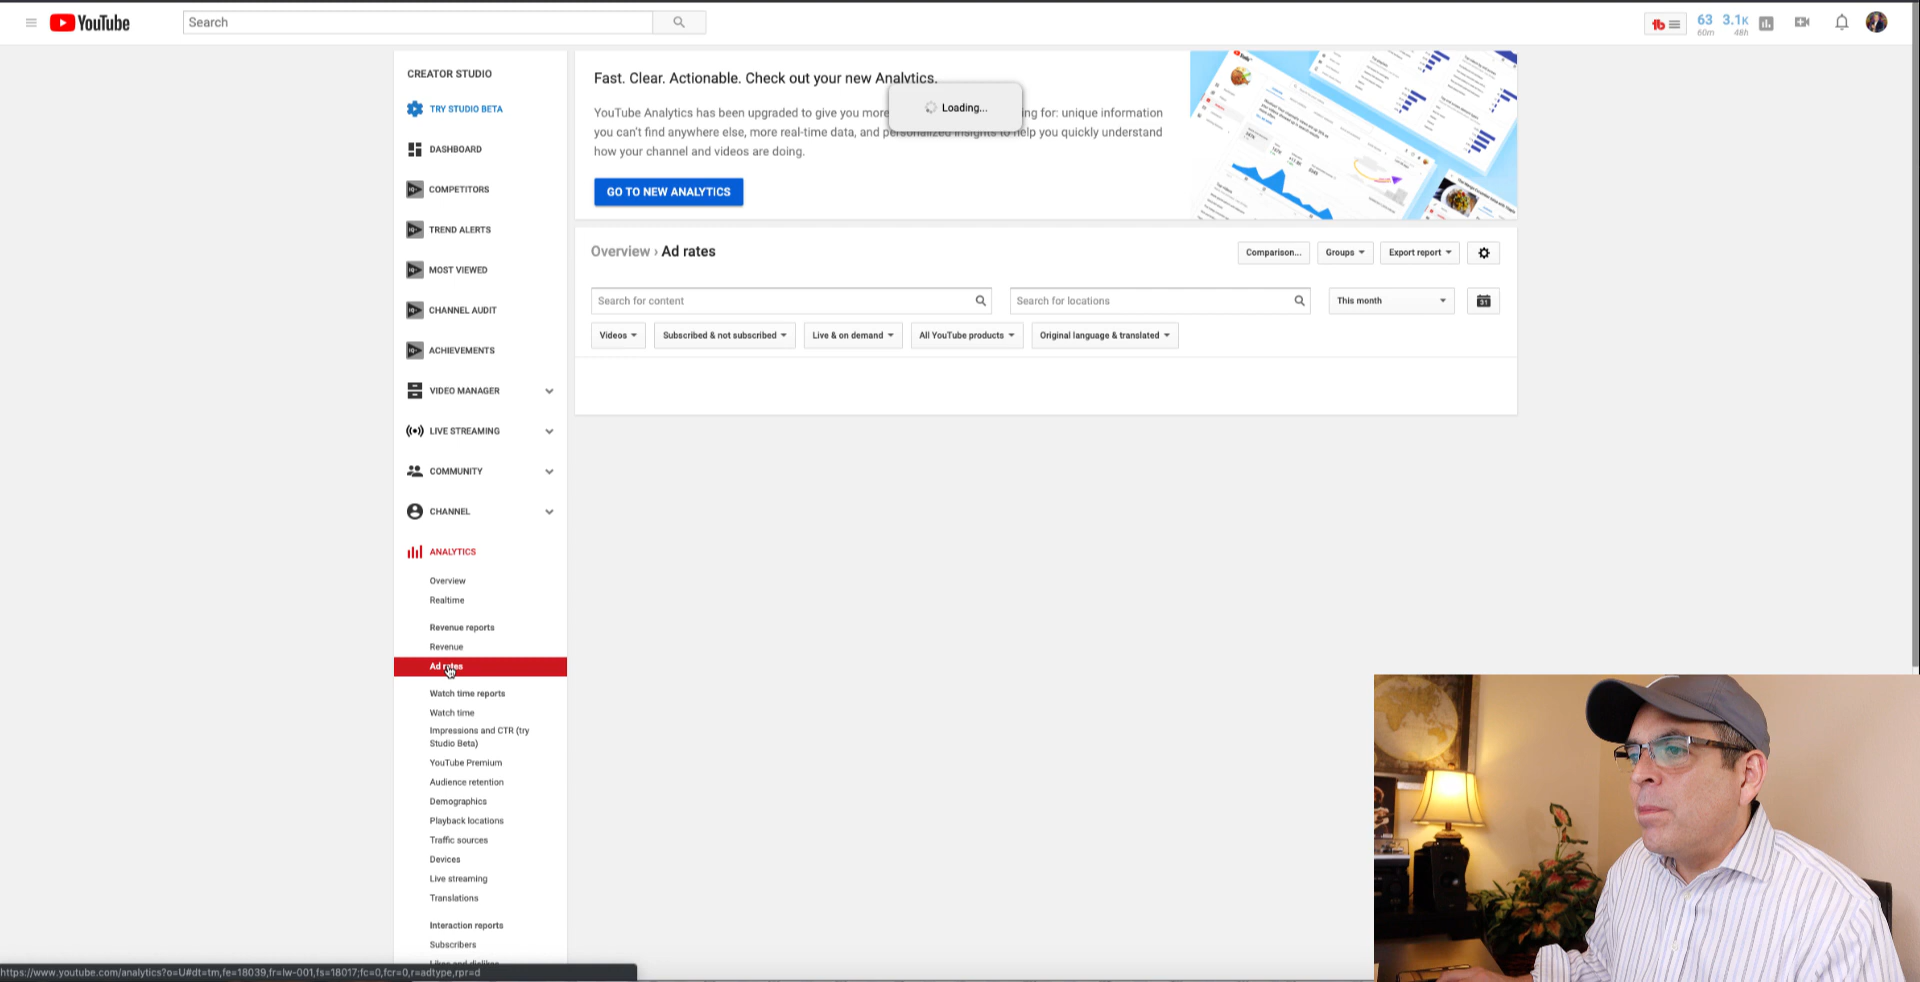 YouTube
Search
63
60m
3.1K
48h
CREATOR STUDIO
TRY STUDIO BETA
DASHBOARD
COMPETITORS
TREND ALERTS
MOST VIEWED
CHANNEL AUDIT
ACHIEVEMENTS
VIDEO MANAGER
LIVE STREAMING
COMMUNITY
CHANNEL
ANALYTICS
Overview
Realtime
Revenue reports
Revenue
Ad rates
Watch time reports
Watch time
Impressions and CTR (try
Studio Beta)
YouTube Premium
Audience retention
Demographics
Playback locations
Traffic sources
Devices
Live streaming
Translations
Interaction reports
Subscribers
Likes and dislikes
Fast. Clear. Actionable. Check out your new Analytics.
Loading...
YouTube Analytics has been upgraded to give you more ing for: unique information
you can't find anywhere else, more real-time data, and personalized insights to help you quickly understand
how your channel and videos are doing.
GO TO NEW ANALYTICS
Overview › Ad rates
Comparison...
Groups
Export report
Search for content
Search for locations
This month
31
Videos
Subscribed & not subscribed
Live & on demand
All YouTube products
Original language & translated
https://www.youtube.com/analytics?o=U#dt=tm,fe=18039,fr=lw-001,fs=18017;fc=0,fcr=0,r=adtype,rpr=d